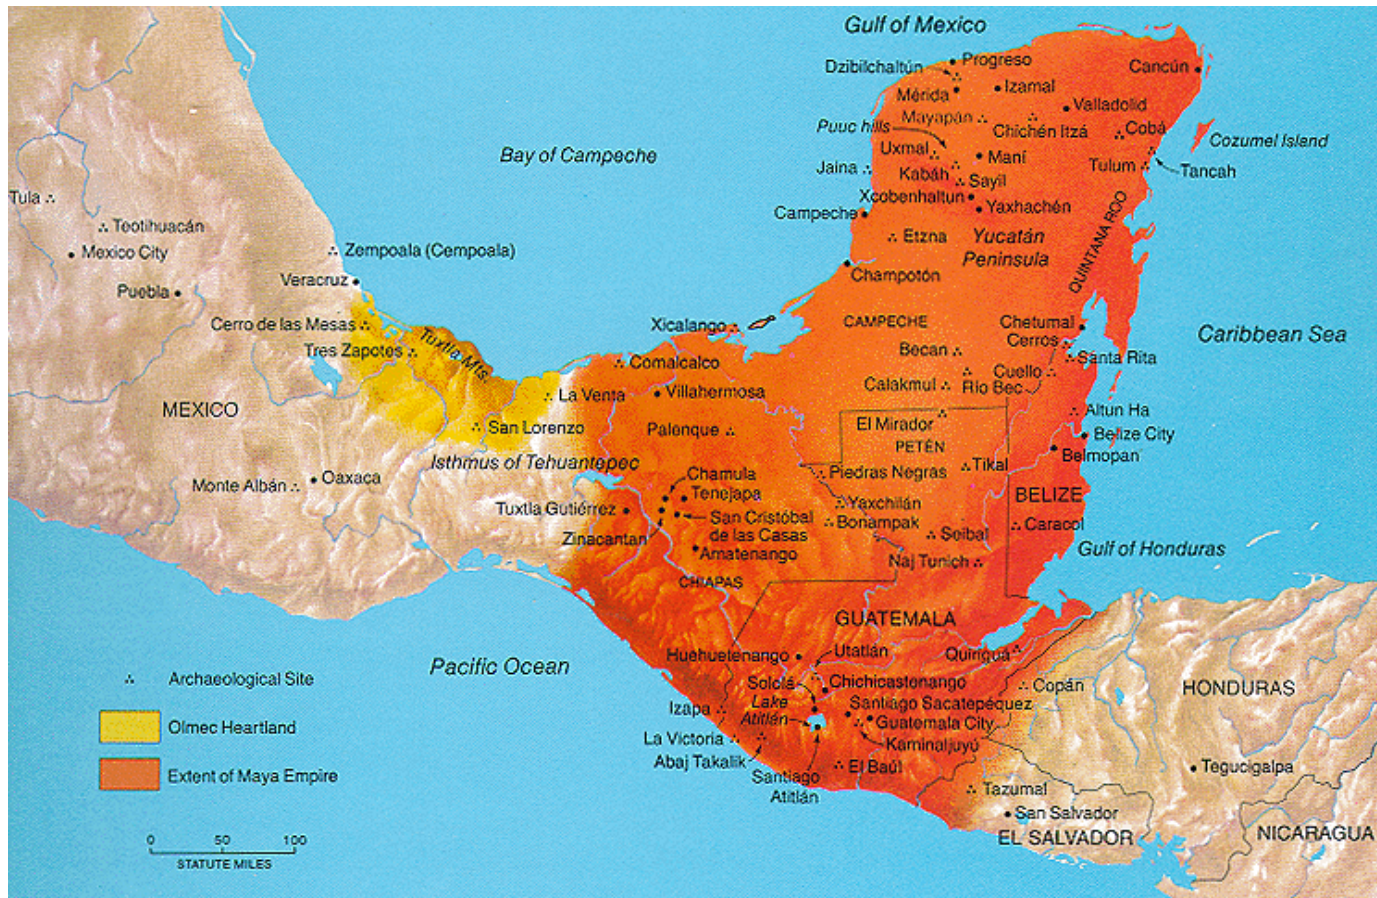 Gulf of Mexico
Progreso
Dzibilchaltún
Cancún
Mérida
Izamal
Valladolid
Mayapán
Chichén Itzá
Cobá
Puuc hills
Cozumel Island
Uxmal
Maní
Bay of Campeche
Jaina
Kabáh
Sayil
Tulum
Tancah
Xcobenhaltun
Yaxhachén
Campeche
Tula
Teotihuacán
Mexico City
Zempoala (Cempoala)
Etzna
Yucatán
Peninsula
QUINTANA ROO
Veracruz
Puebla
Champotón
Cerro de las Mesas
Xicalango
CAMPECHE
Chetumal
Cerros
Caribbean Sea
Tres Zapotes
Tuxtla Mts.
Comalcalco
Becan
Santa Rita
Cuello
Calakmul
Río Bec
La Venta
Villahermosa
MEXICO
San Lorenzo
Palenque
El Mirador
Altun Ha
Belize City
PETÉN
Belmopan
Isthmus of Tehuantepec
Piedras Negras
Tikal
Chamula
Tenejapa
Monte Albán
Oaxaca
Yaxchilán
BELIZE
Tuxtla Gutiérrez
San Cristóbal
de las Casas
Bonampak
Caracol
Zinacantan
Seibal
Amatenango
Naj Tunich
Gulf of Honduras
CHIAPAS
GUATEMALA
Pacific Ocean
Huehuetenango
Utatlán
Quiriguá
Sololá
Chichicastenango
Copán
HONDURAS
Lake
Atitlán
Santiago Sacatepéquez
Izapa
Guatemala City
La Victoria
Kaminaljuyú
Abaj Takalik
El Baúl
Santiago
Atitlán
Tegucigalpa
Tazumal
San Salvador
EL SALVADOR
NICARAGUA
Archaeological Site
Olmec Heartland
Extent of Maya Empire
0 50 100
STATUTE MILES